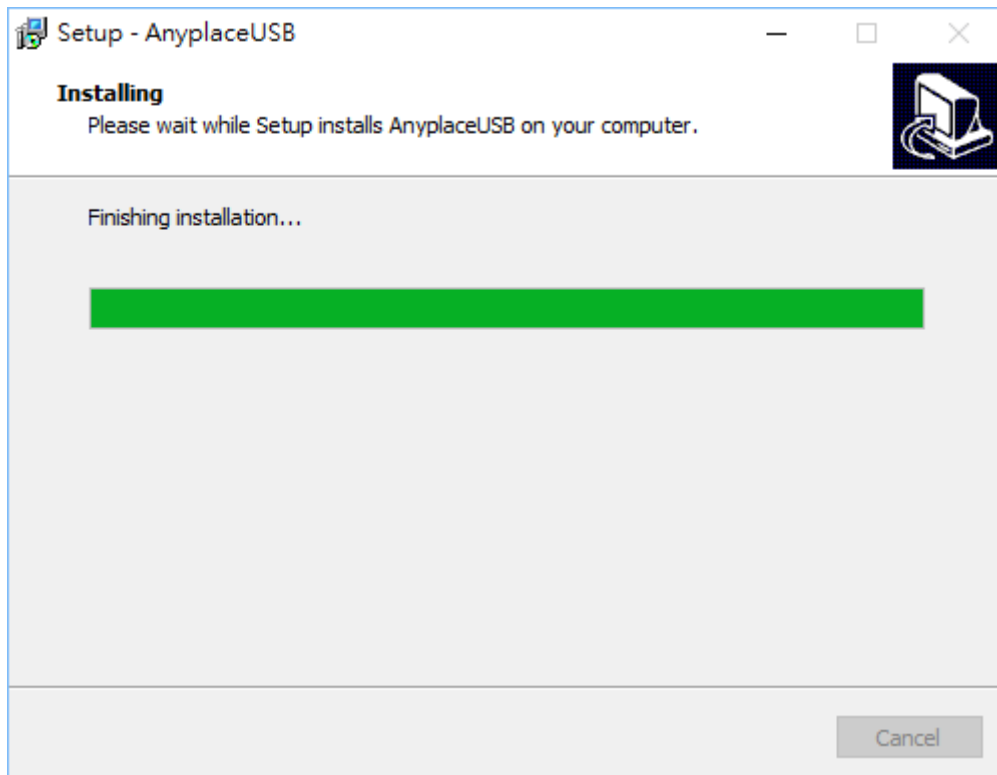 Setup - AnyplaceUSB
Installing
Please wait while Setup installs AnyplaceUSB on your computer.
Finishing installation...
Cancel